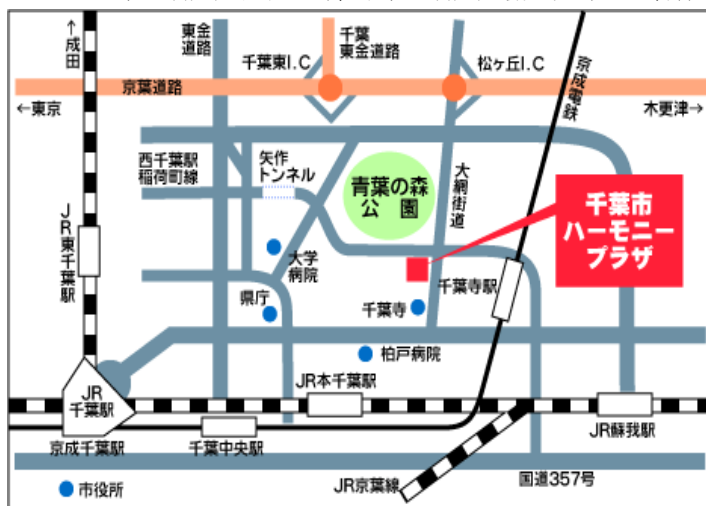 ↑成田
東金
道路
千葉
東金道路
千葉東I.C
松ヶ丘I.C
京成電鉄
京葉道路
←東京
木更津→
西千葉駅
稲荷町線
矢作
トンネル
青葉の森
公園
大網街道
千葉市
ハーモニー
プラザ
JR東千葉駅
大学
病院
千葉寺駅
県庁
千葉寺
柏戸病院
JR
千葉駅
JR本千葉駅
JR蘇我駅
京成千葉駅
千葉中央駅
市役所
JR京葉線
国道357号